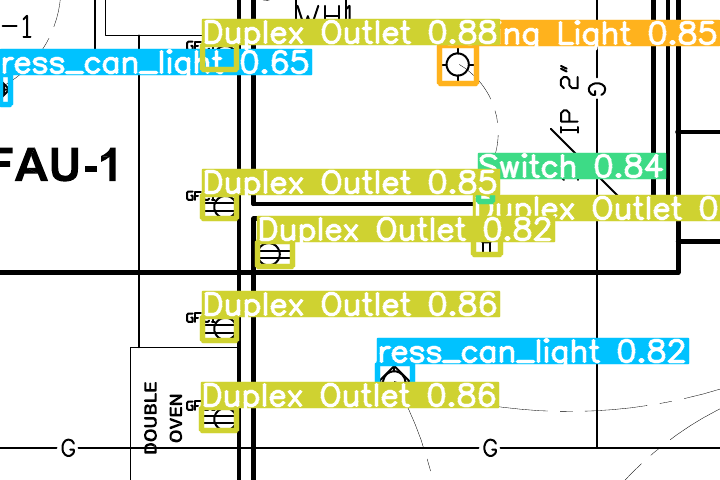 -1
WH1
Duplex Outlet 0.88
ng Light 0.85
ress_can_light 0.65
IP 2"
G
FAU-1
Switch 0.84
Duplex Outlet 0.85
GF
Duplex Outlet 0
Duplex Outlet 0.82
Duplex Outlet 0.86
GF
ress_can_light 0.82
Duplex Outlet 0.86
GF
DOUBLE
OVEN
G
G